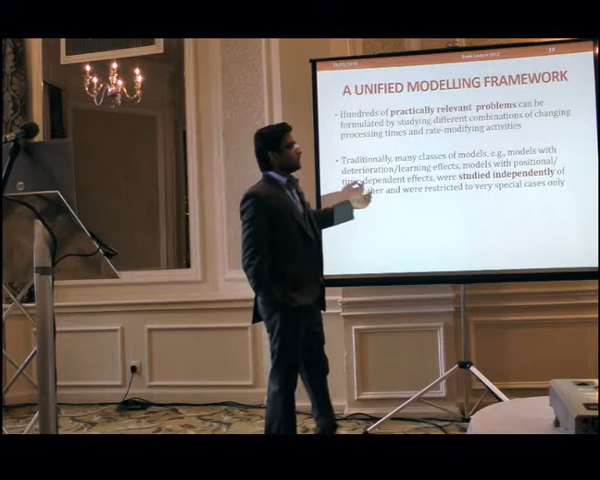 A UNIFIED MODELLING FRAMEWORK
• Hundreds of practically relevant problems can be
formulated by studying different combinations of changing
processing times and rate-modifying activities
• Traditionally, many classes of models, e.g., models with
deterioration/learning effects, models with positional/
dependent effects, were studied independently of
and were restricted to very special cases only